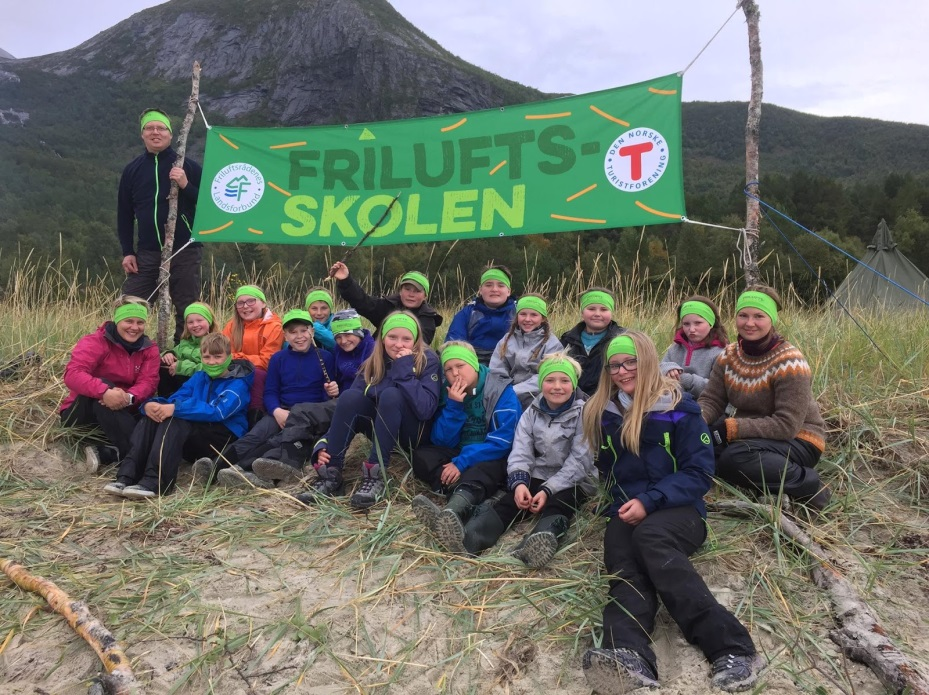 FRILUFTS-
SKOLEN
Friluftsrådenes
Landsforbund
DEN NORSKE
TURISTFORENING
T